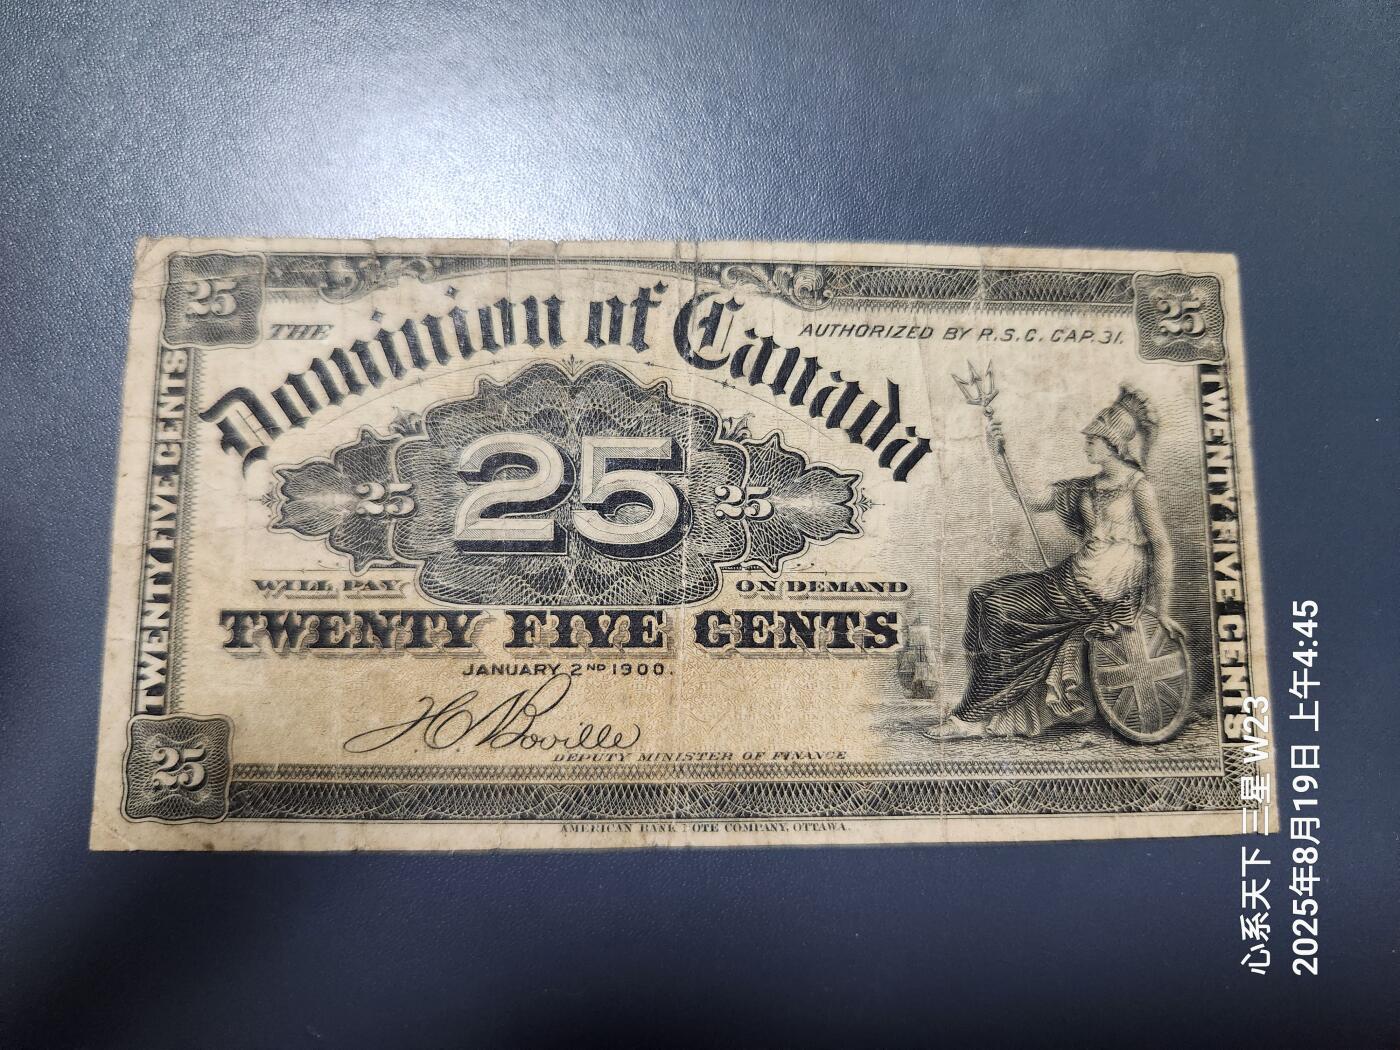 25
25
THE
Dominion of Canada
AUTHORIZED BY R.S.C. CAP. 31.
TWENTY FIVE CENTS
TWENTY FIVE CENTS
25
25
25
WILL PAY
ON DEMAND
TWENTY FIVE CENTS
JANUARY 2ND 1900.
H.C. Boville
DEPUTY MINISTER OF FINANCE
25
AMERICAN BANK NOTE COMPANY, OTTAWA.
心系天下 三星 W23
2025年8月19日 上午4:45